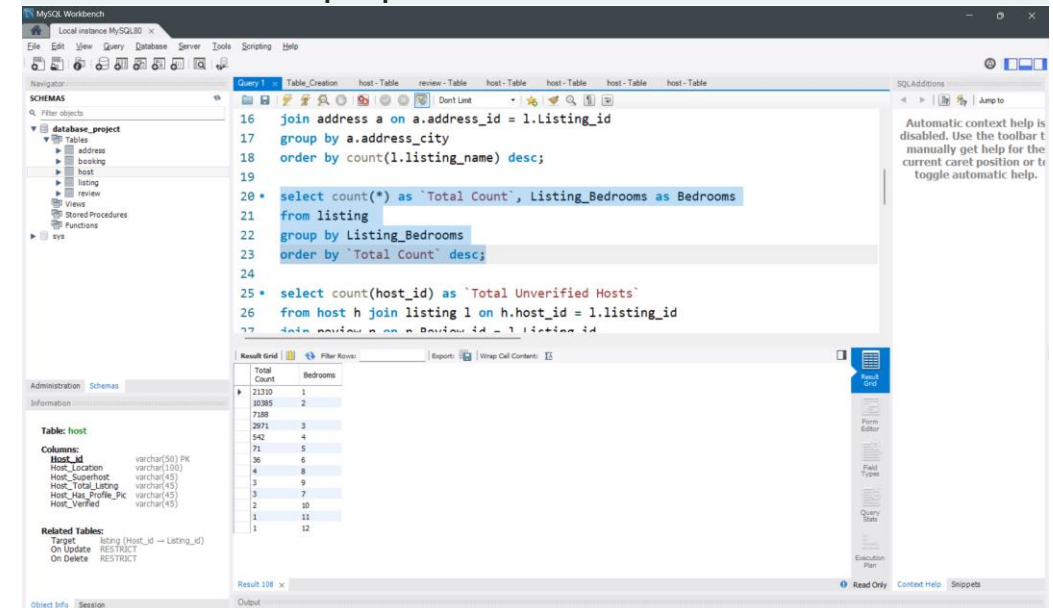 MySQL Workbench
Local instance MySQL80 ×
File Edit View Query Database Server Tools Scripting Help
Navigator
SCHEMAS
Filter objects
database_project
Tables
address
booking
host
listing
review
Views
Stored Procedures
Functions
sys
Administration Schemas
Information
Table: host
Columns:
Host_id varchar(50) PK
Host_Location varchar(100)
Host_Superhost varchar(45)
Host_Total_Listing varchar(45)
Host_Has_Profile_Pic varchar(45)
Host_Verified varchar(45)
Related Tables:
Target listing (Host_id → Listing_id)
On Update RESTRICT
On Delete RESTRICT
Object Info Session
Query 1 × Table_Creation host - Table review - Table host - Table host - Table host - Table host - Table
Don't Limit
16 join address a on a.address_id = l.Listing_id
17 group by a.address_city
18 order by count(l.listing_name) desc;
19
20 • select count(*) as `Total Count`, Listing_Bedrooms as Bedrooms
21 from listing
22 group by Listing_Bedrooms
23 order by `Total Count` desc;
24
25 • select count(host_id) as `Total Unverified Hosts`
26 from host h join listing l on h.host_id = l.listing_id
27 join review r on r.Review_id = l.Listing_id
Result Grid Filter Rows: Export: Wrap Cell Content:
Total Count Bedrooms
21310 1
10385 2
7188
2971 3
542 4
71 5
36 6
4 8
3 9
3 7
2 10
1 11
1 12
Result Grid
Form Editor
Field Types
Query Stats
Execution Plan
Result 108 ×
Read Only
Output
SQLAdditions
Jump to
Automatic context help is
disabled. Use the toolbar t
manually get help for the
current caret position or to
toggle automatic help.
Context Help Snippets